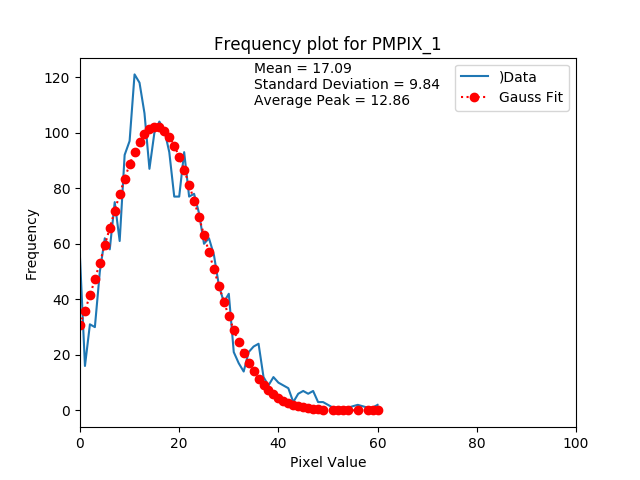 Frequency plot for PMPIX_1
Mean = 17.09
Standard Deviation = 9.84
Average Peak = 12.86
)Data
Gauss Fit
Frequency
120
100
80
60
40
20
0
0 20 40 60 80 100
Pixel Value